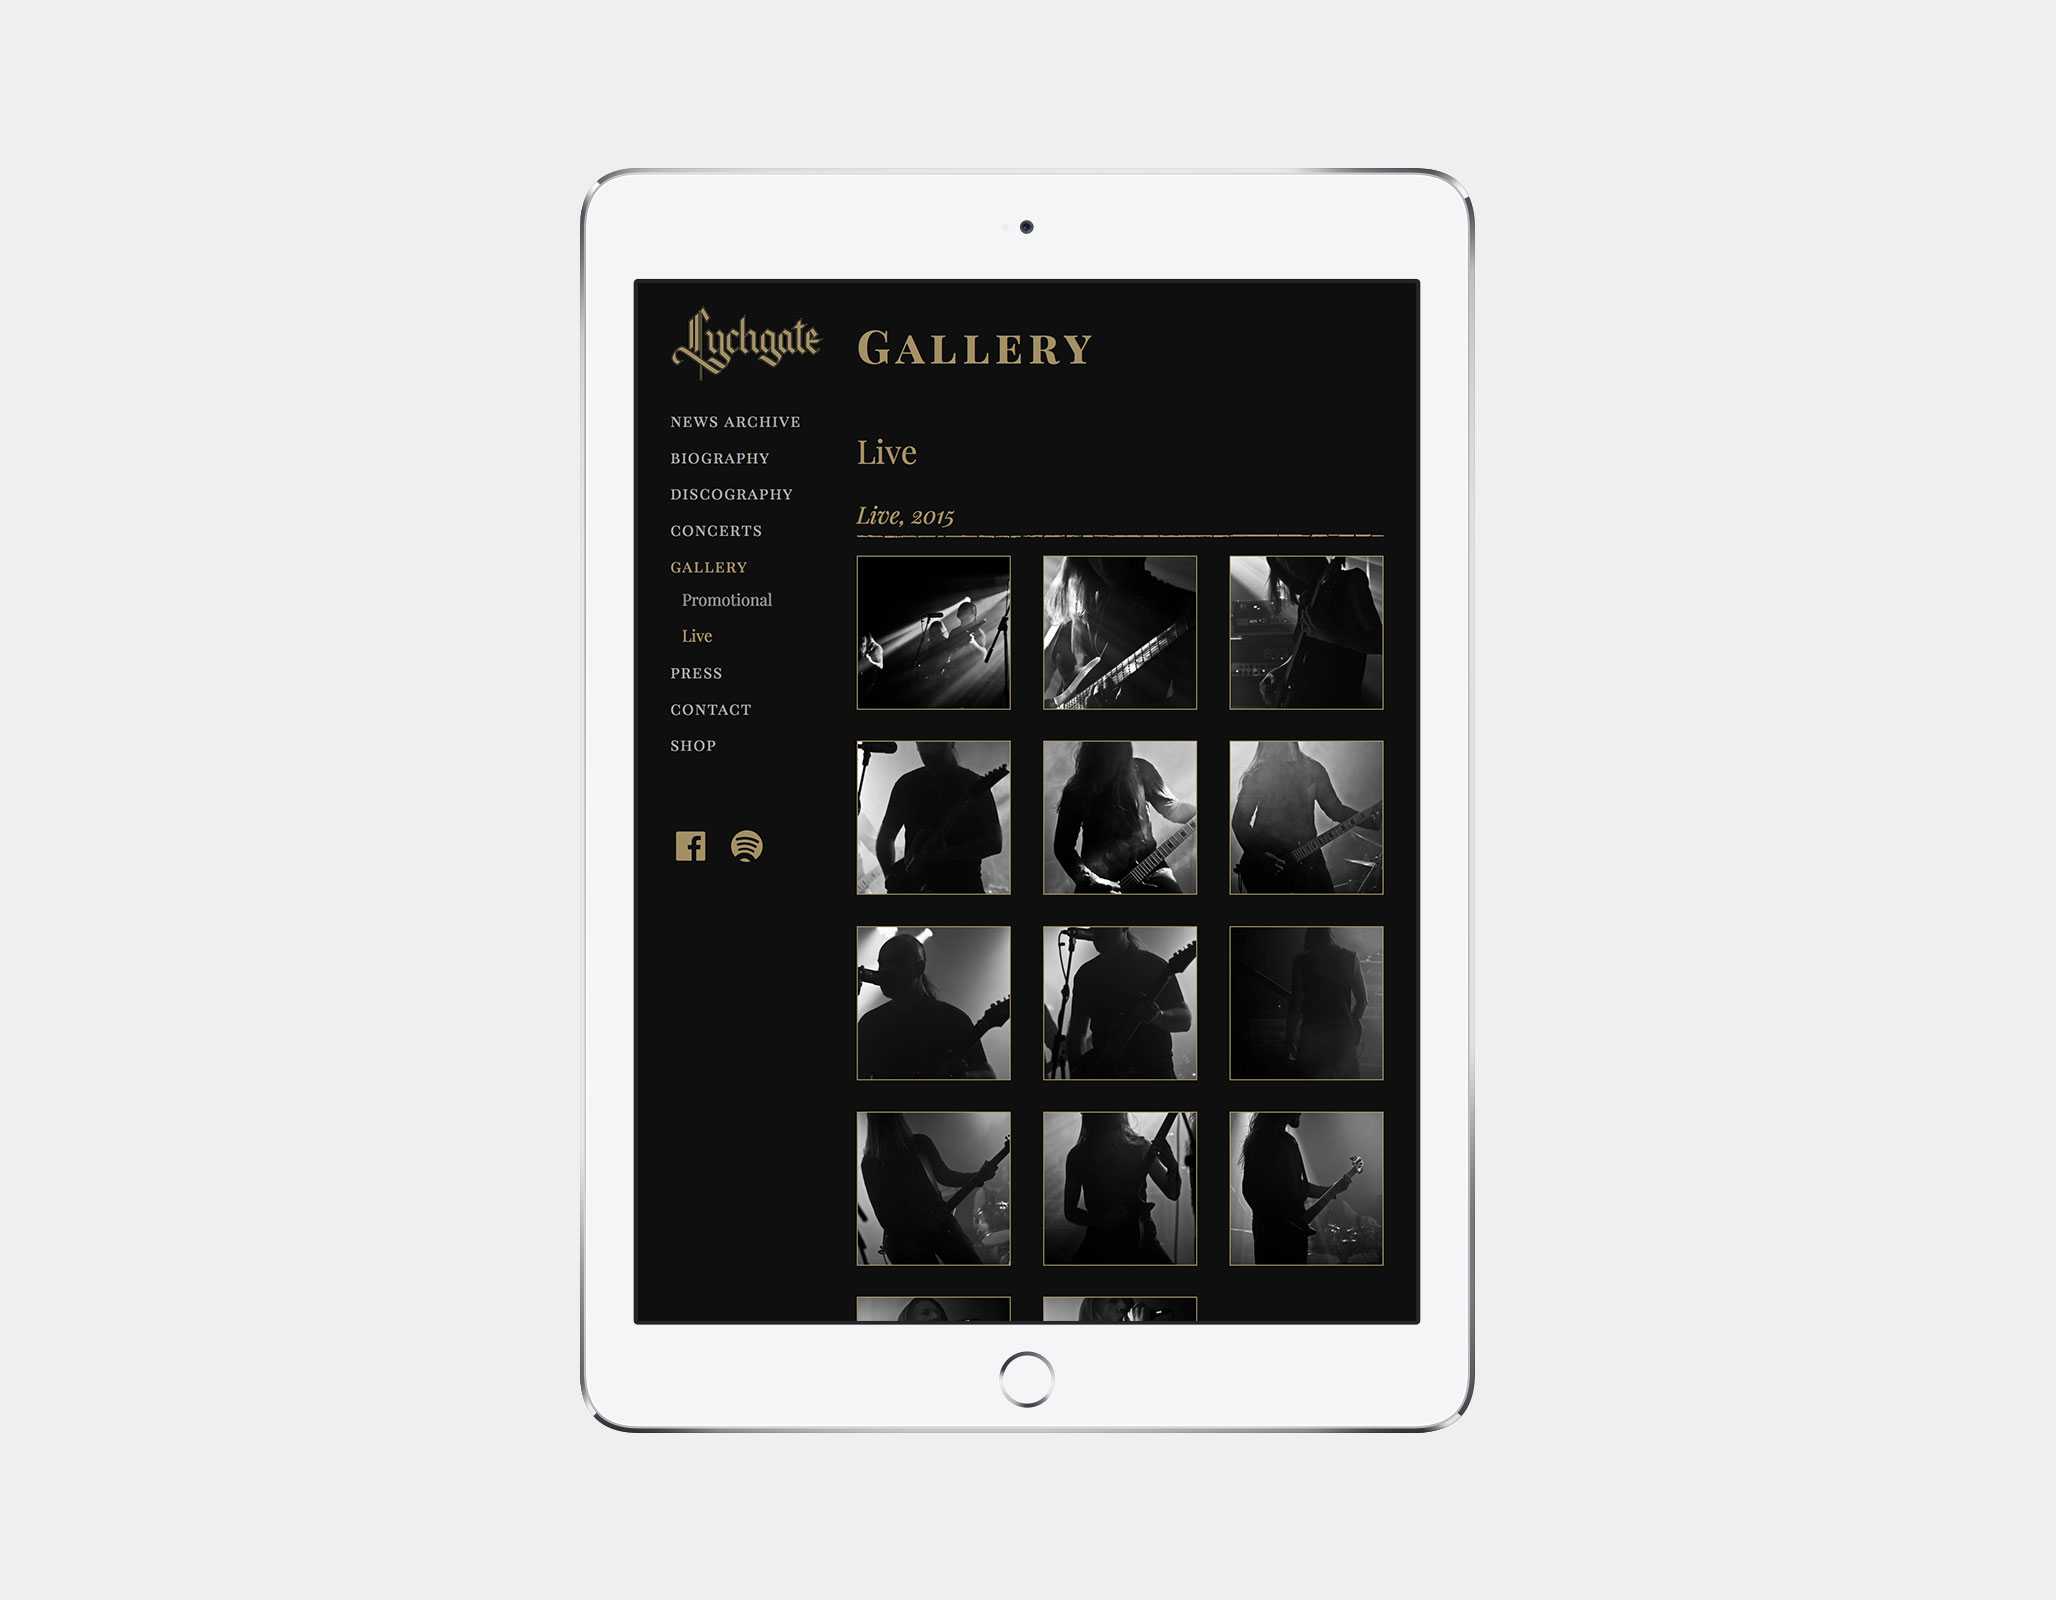 Lychgate
NEWS ARCHIVE
BIOGRAPHY
DISCOGRAPHY
CONCERTS
GALLERY
Promotional
Live
PRESS
CONTACT
SHOP
GALLERY
Live
Live, 2015